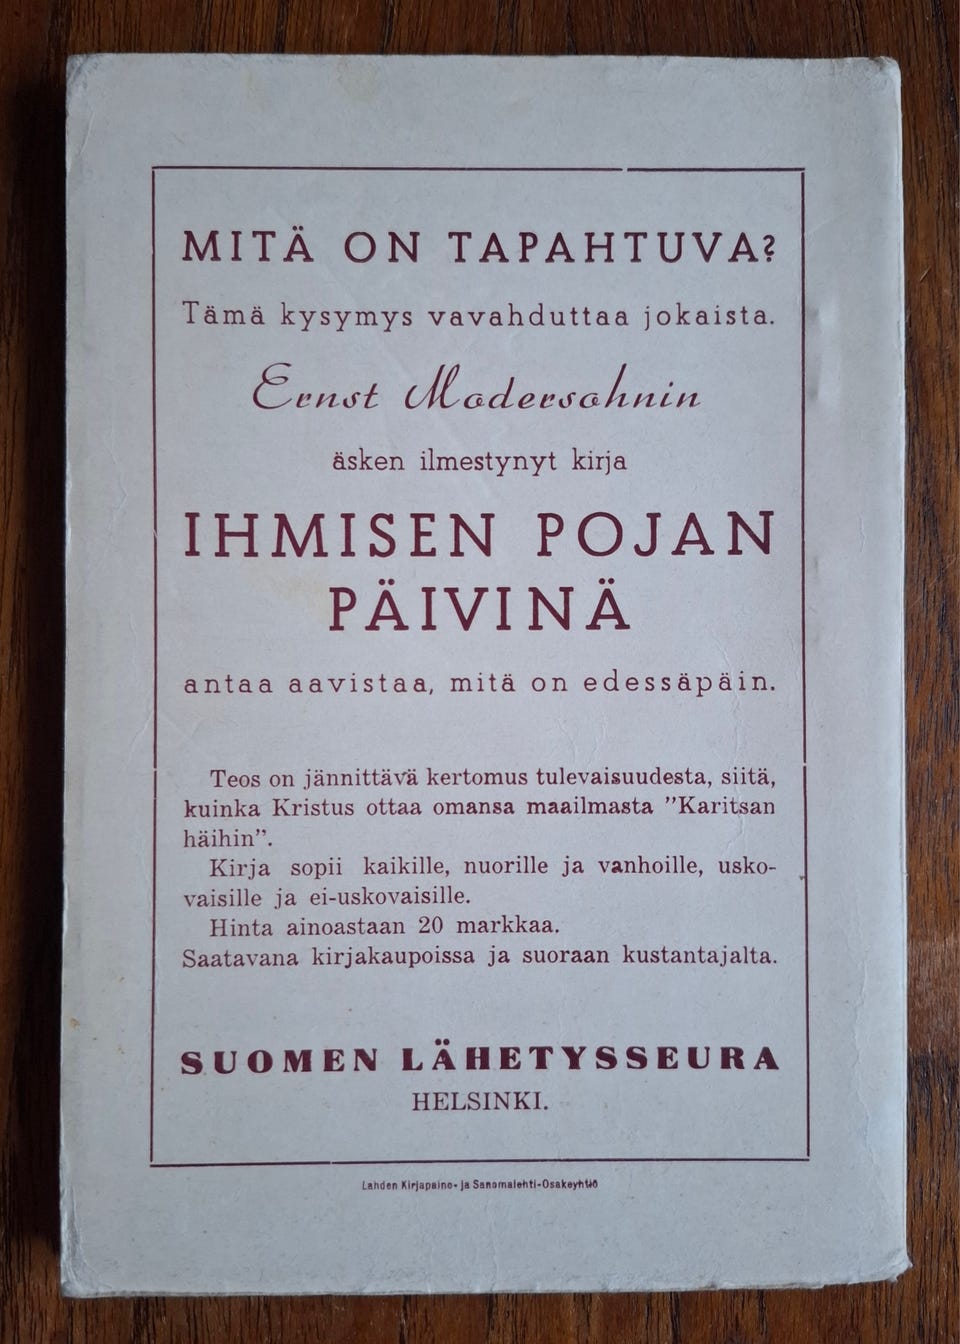 MITÄ ON TAPAHTUVA?
Tämä kysymys vavahduttaa jokaista.
Ernst Modersohnin
äsken ilmestynyt kirja
IHMISEN POJAN
PÄIVINÄ
antaa aavistaa, mitä on edessäpäin.
Teos on jännittävä kertomus tulevaisuudesta, siitä,
kuinka Kristus ottaa omansa maailmasta ”Karitsan
häihin”.
Kirja sopii kaikille, nuorille ja vanhoille, usko-
vaisille ja ei-uskovaisille.
Hinta ainoastaan 20 markkaa.
Saatavana kirjakaupoissa ja suoraan kustantajalta.
SUOMEN LÄHETYSSEURA
HELSINKI.
Lahden Kirjapaino- ja Sanomalehti-Osakeyhtiö